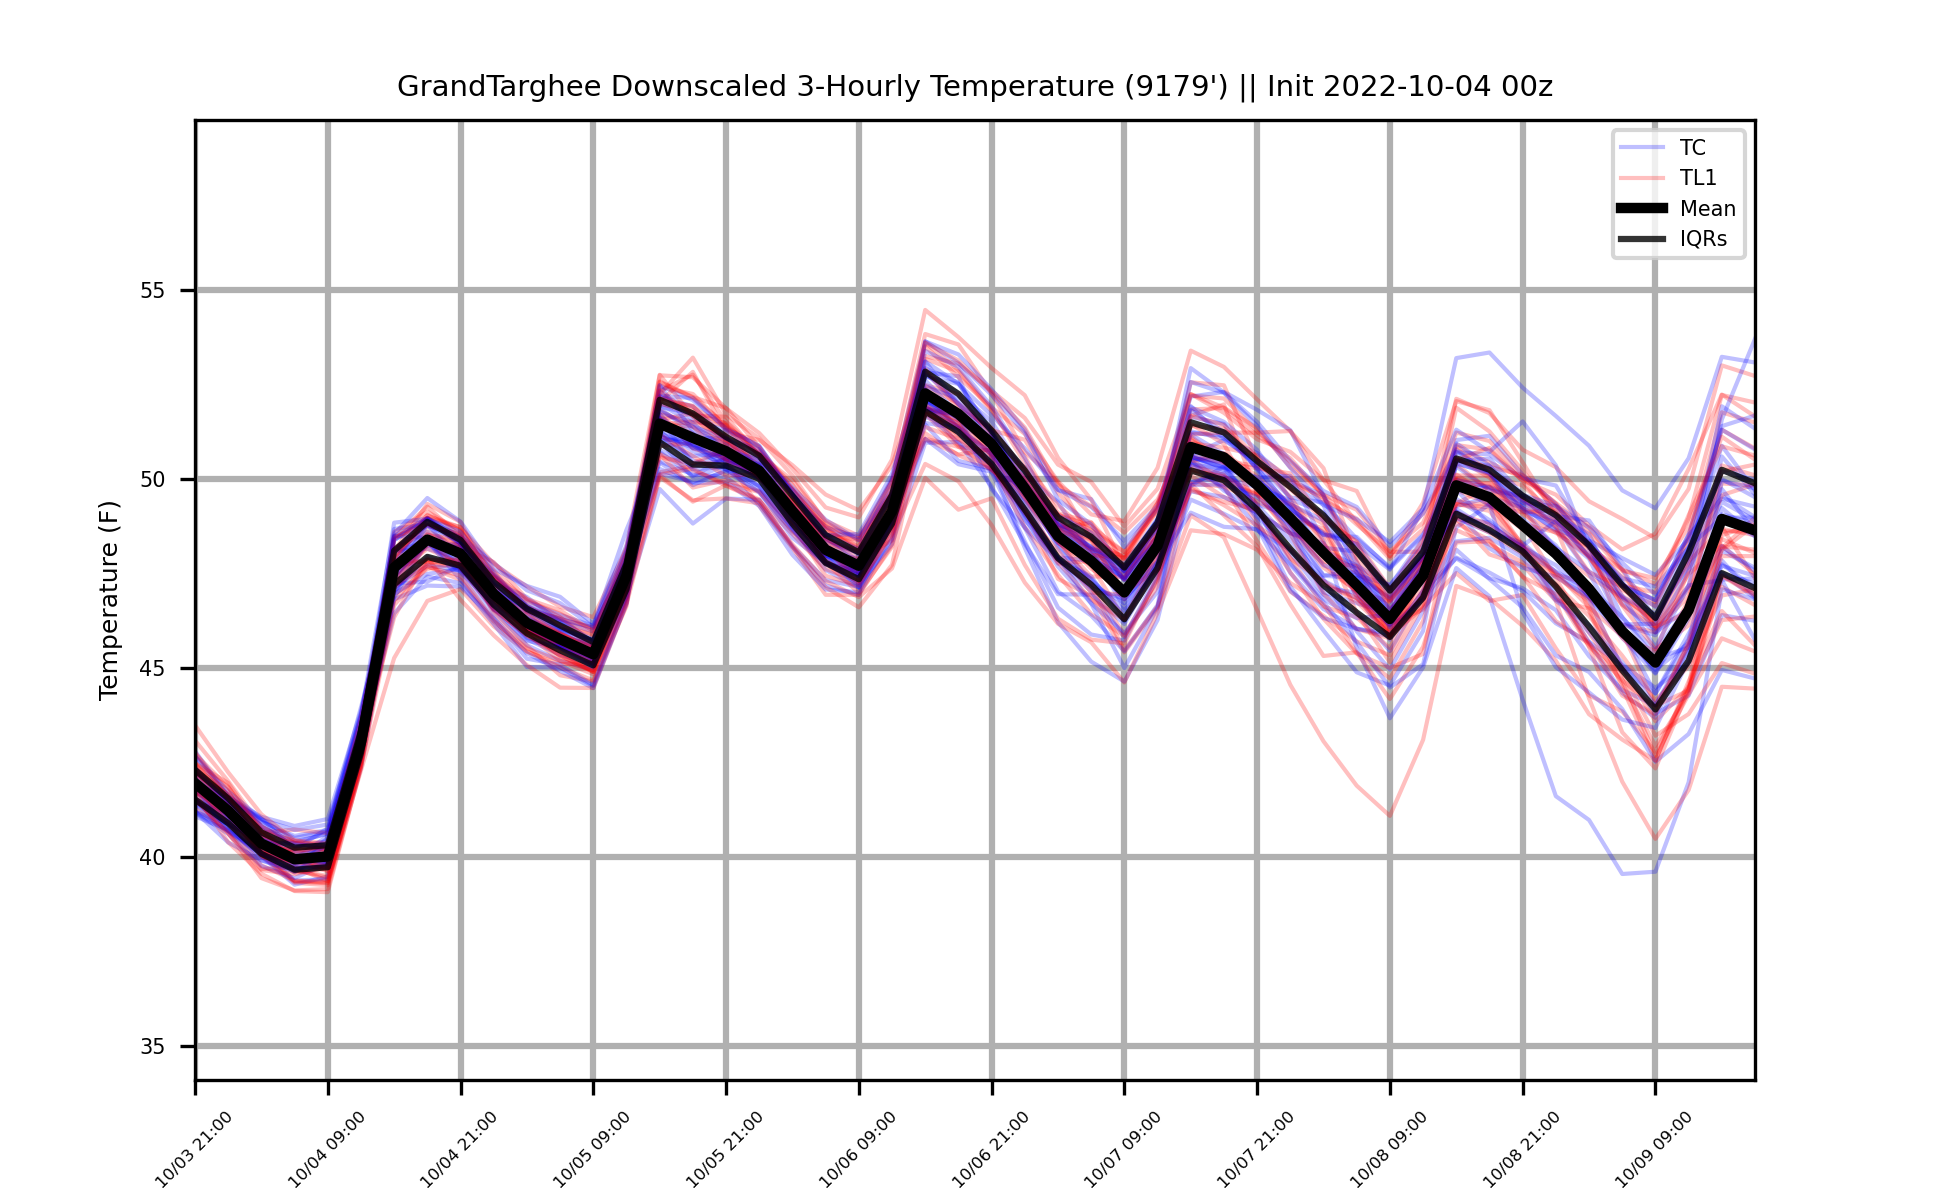 GrandTarghee Downscaled 3-Hourly Temperature (9179') || Init 2022-10-04 00z
TC
TL1
Mean
IQRs
Temperature (F)
55
50
45
40
35
10/03 21:00
10/04 09:00
10/04 21:00
10/05 09:00
10/05 21:00
10/06 09:00
10/06 21:00
10/07 09:00
10/07 21:00
10/08 09:00
10/08 21:00
10/09 09:00